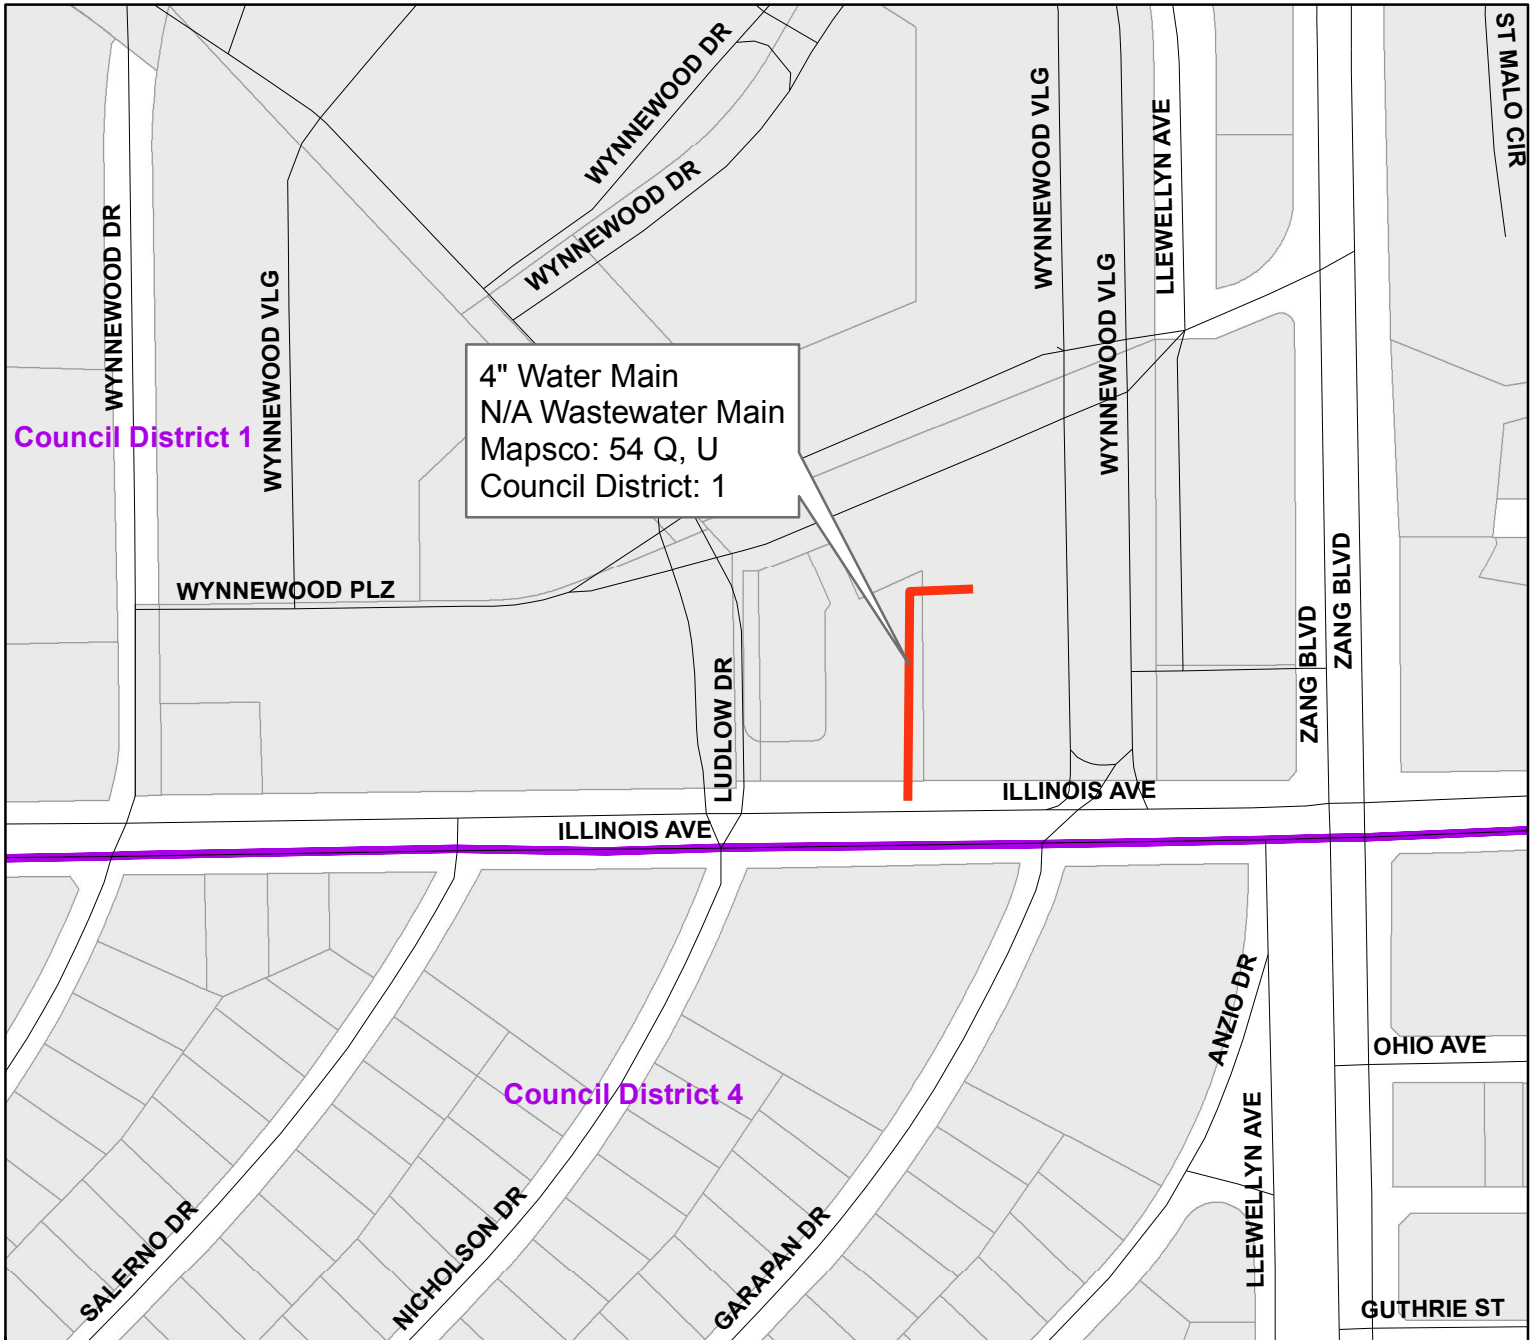 WYNNEWOOD DR
ST MALO CIR
WYNNEWOOD VLG
LLEWELLYN AVE
WYNNEWOOD DR
WYNNEWOOD DR
WYNNEWOOD VLG
WYNNEWOOD VLG
4" Water Main
N/A Wastewater Main
Mapsco: 54 Q, U
Council District: 1
Council District 1
WYNNEWOOD PLZ
ZANG BLVD
ZANG BLVD
LUDLOW DR
ILLINOIS AVE
ILLINOIS AVE
ANZIO DR
OHIO AVE
Council District 4
LLEWELLYN AVE
SALERNO DR
NICHOLSON DR
GARAPAN DR
GUTHRIE ST